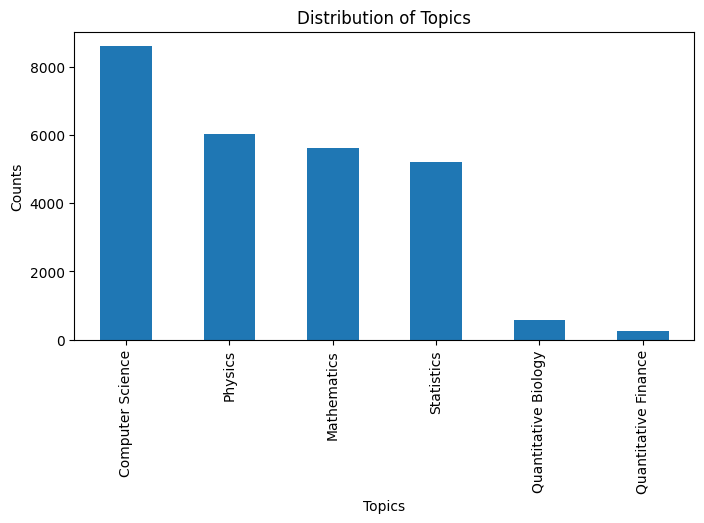 Distribution of Topics
Counts
8000
6000
4000
2000
0
Computer Science
Physics
Mathematics
Statistics
Quantitative Biology
Quantitative Finance
Topics